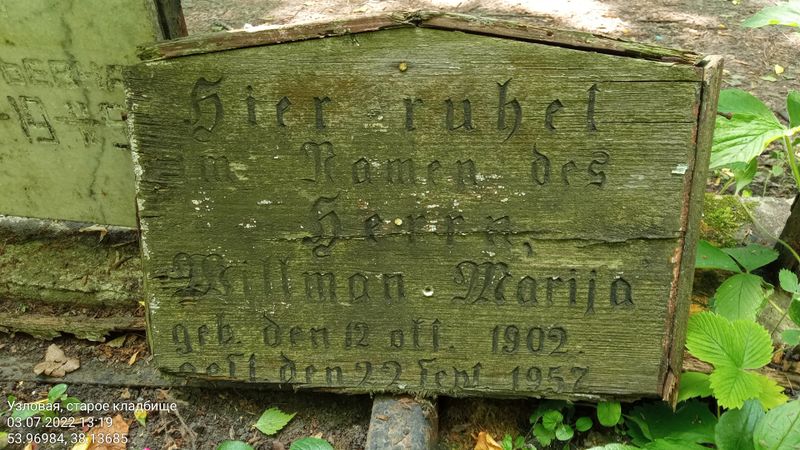 Hier ruhet
im Namen des
Herrn,
Willman Marija
geb. den 12 okt. 1902.
gest den 22 Sept 1957
Узловая, старое кладбище
03.07.2022 13:19
53.96984, 38.13685